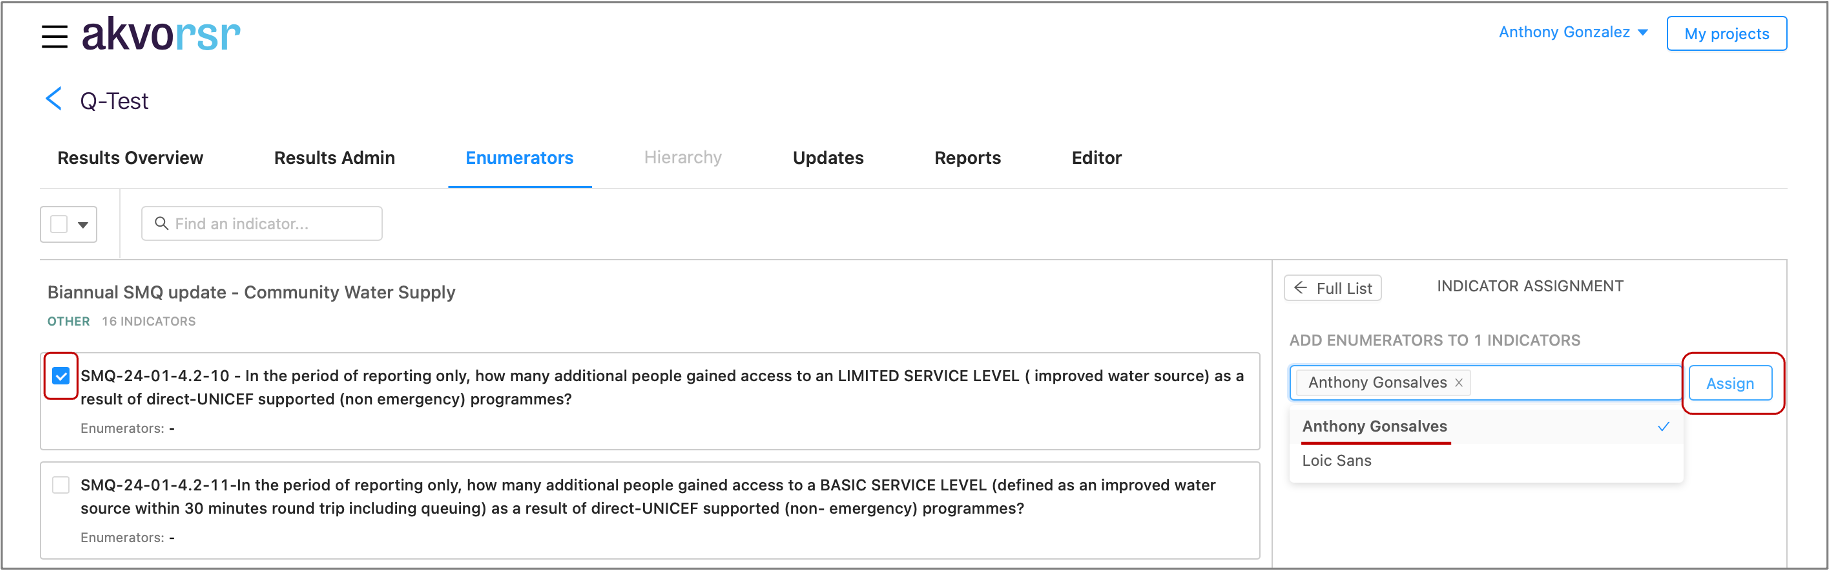 akvorsr
Anthony Gonzalez
My projects
Q-Test
Results Overview
Results Admin
Enumerators
Hierarchy
Updates
Reports
Editor
Find an indicator...
Biannual SMQ update - Community Water Supply
OTHER 16 INDICATORS
SMQ-24-01-4.2-10 - In the period of reporting only, how many additional people gained access to an LIMITED SERVICE LEVEL ( improved water source) as a
result of direct-UNICEF supported (non emergency) programmes?
Enumerators: -
SMQ-24-01-4.2-11-In the period of reporting only, how many additional people gained access to a BASIC SERVICE LEVEL (defined as an improved water
source within 30 minutes round trip including queuing) as a result of direct-UNICEF supported (non- emergency) programmes?
Enumerators: -
Full List
INDICATOR ASSIGNMENT
ADD ENUMERATORS TO 1 INDICATORS
Anthony Gonsalves ×
Assign
Anthony Gonsalves
Loic Sans